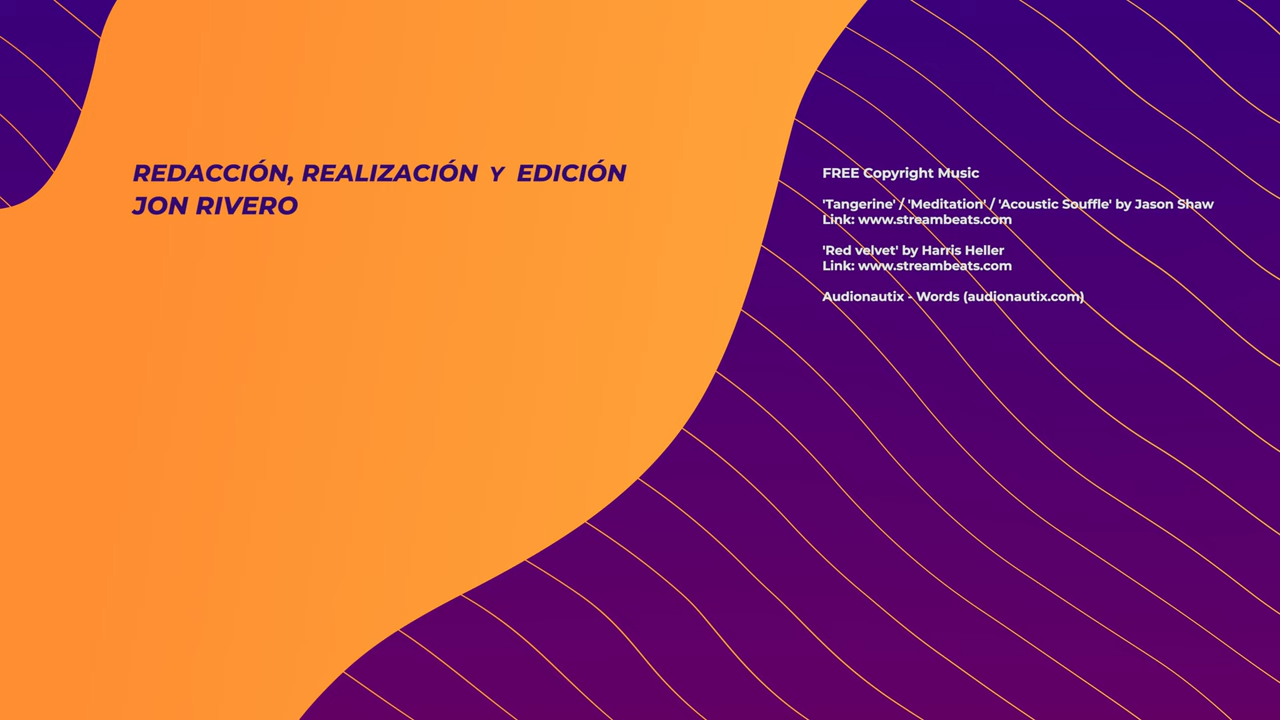 REDACCIÓN, REALIZACIÓN Y EDICIÓN
JON RIVERO
FREE Copyright Music
'Tangerine' / 'Meditation' / 'Acoustic Souffle' by Jason Shaw
Link: www.streambeats.com
'Red velvet' by Harris Heller
Link: www.streambeats.com
Audionautix - Words (audionautix.com)